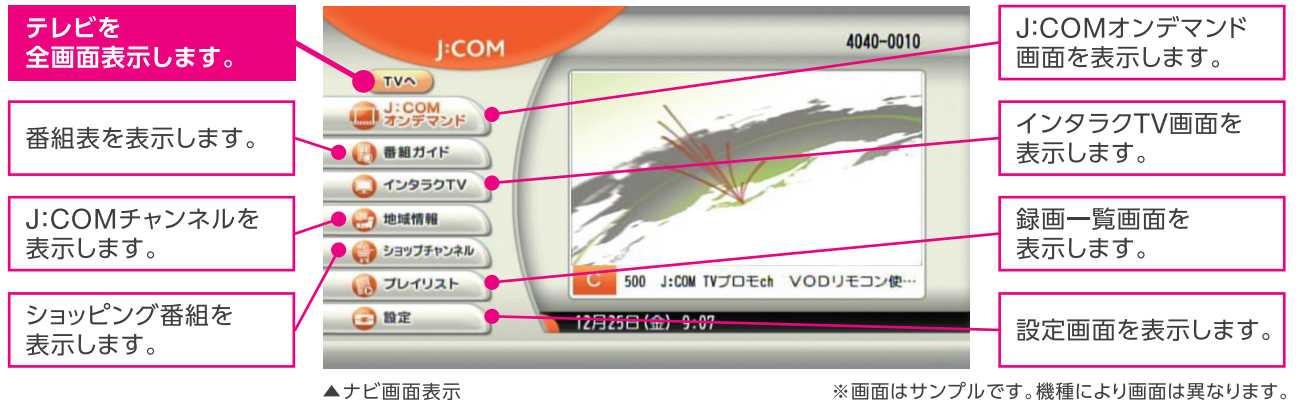 テレビを
全画面表示します。
番組表を表示します。
J:COMチャンネルを
表示します。
ショッピング番組を
表示します。
J:COM
4040-0010
TVへ
J:COM
オンデマンド
番組ガイド
インタラクTV
地域情報
ショップチャンネル
プレイリスト
設定
C 500 J:COM TVプロモch VODリモコン使…
12月25日(金) 9:07
J:COMオンデマンド
画面を表示します。
インタラクTV画面を
表示します。
録画一覧画面を
表示します。
設定画面を表示します。
▲ナビ画面表示
※画面はサンプルです。機種により画面は異なります。